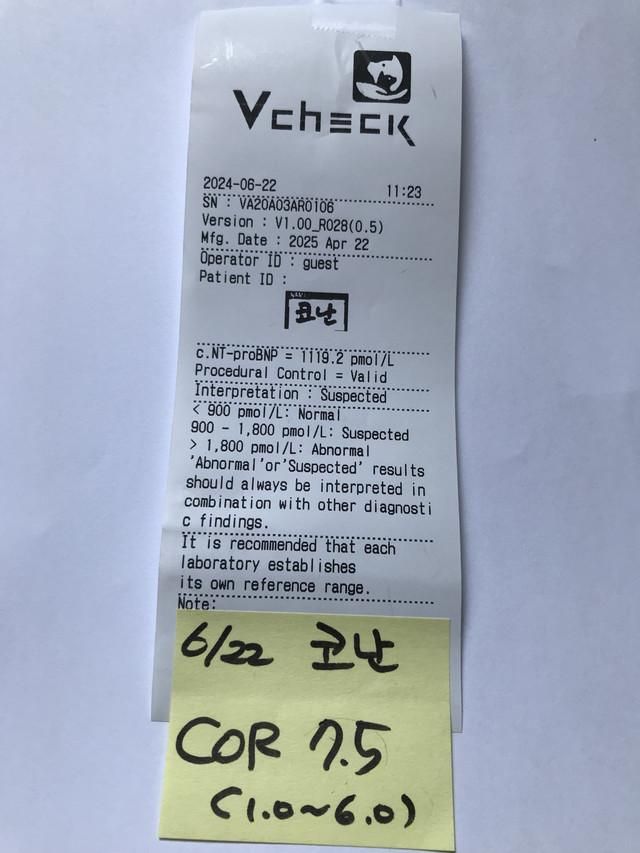 Vcheck
2024-06-22 11:23
SN : VA20A03AR0106
Version : V1.00_R028(0.5)
Mfg. Date : 2025 Apr 22
Operator ID : guest
Patient ID :
코난
c.NT-proBNP = 1119.2 pmol/L
Procedural Control = Valid
Interpretation : Suspected
< 900 pmol/L: Normal
900 - 1,800 pmol/L: Suspected
> 1,800 pmol/L: Abnormal
'Abnormal'or'Suspected' results
should always be interpreted in
combination with other diagnosti
c findings.
It is recommended that each
laboratory establishes
its own reference range.
Note:
6/22 코난
COR 7.5
(1.0~6.0)